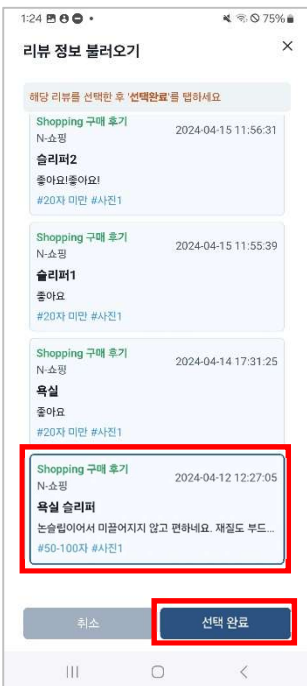 1:24
75%
리뷰 정보 불러오기
해당 리뷰를 선택한 후 '선택완료'를 탭하세요
Shopping 구매 후기
2024-04-15 11:56:31
N-쇼핑
슬리퍼2
좋아요!좋아요!
#20자 미만 #사진1
Shopping 구매 후기
2024-04-15 11:55:39
N-쇼핑
슬리퍼1
좋아요
#20자 미만 #사진1
Shopping 구매 후기
2024-04-14 17:31:25
N-쇼핑
욕실
좋아요
#20자 미만 #사진1
Shopping 구매 후기
2024-04-12 12:27:05
N-쇼핑
욕실 슬리퍼
논슬립이어서 미끌어지지 않고 편하네요. 재질도 부드...
#50-100자 #사진1
취소
선택 완료